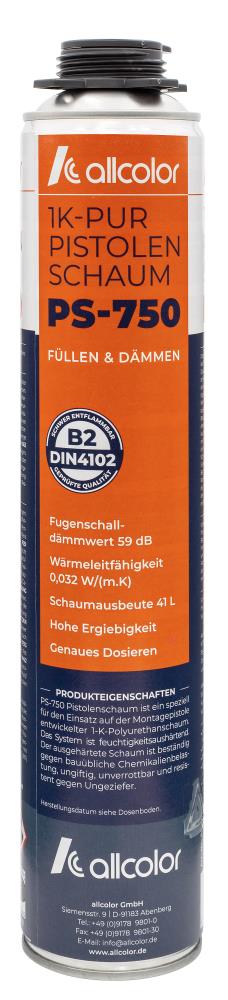 allcolor
1K-PUR
PISTOLEN
SCHAUM
PS-750
FÜLLEN & DÄMMEN
SCHWER ENTFLAMMBAR
B2
DIN4102
GEPRÜFTE QUALITÄT
Fugenschall-
dämmwert 59 dB
Wärmeleitfähigkeit
0,032 W/(m.K)
Schaumausbeute 41 L
Hohe Ergiebigkeit
Genaues Dosieren
PRODUKTEIGENSCHAFTEN
PS-750 Pistolenschaum ist ein speziell
für den Einsatz auf der Montagepistole
entwickelter 1-K-Polyurethanschaum.
Das System ist feuchtigkeitsaushärtend.
Der ausgehärtete Schaum ist beständig
gegen bauübliche Chemikalienbelas-
tung, ungiftig, unverrottbar und resis-
tent gegen Ungeziefer.
Herstellungsdatum siehe Dosenboden.
allcolor
allcolor GmbH
Siemensstr. 9 | D-91183 Abenberg
Tel.: +49 (0)9178 9801-0
Fax: +49 (0)9178 9801-30
E-Mail: info@allcolor.de
www.allcolor.de